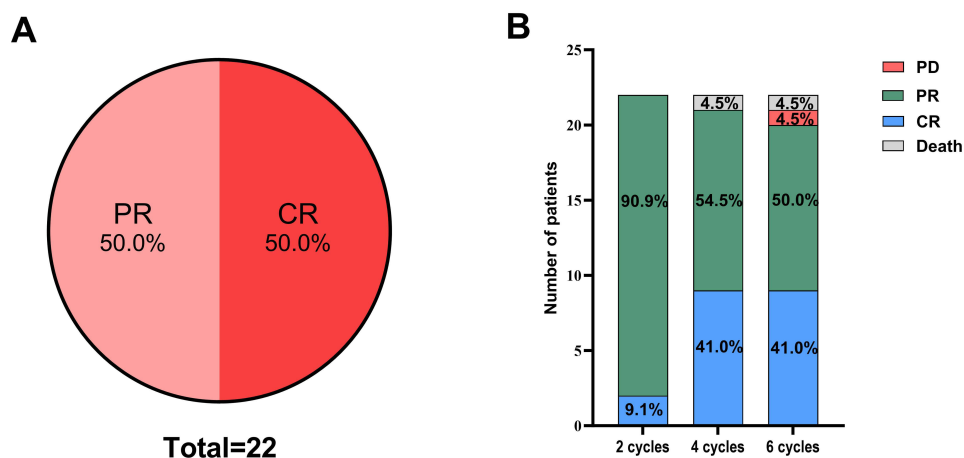 A
PR
50.0%
CR
50.0%
Total=22
B
Number of patients
25
20
15
10
5
0
90.9%
9.1%
4.5%
54.5%
41.0%
4.5%
4.5%
50.0%
41.0%
2 cycles
4 cycles
6 cycles
PD
PR
CR
Death